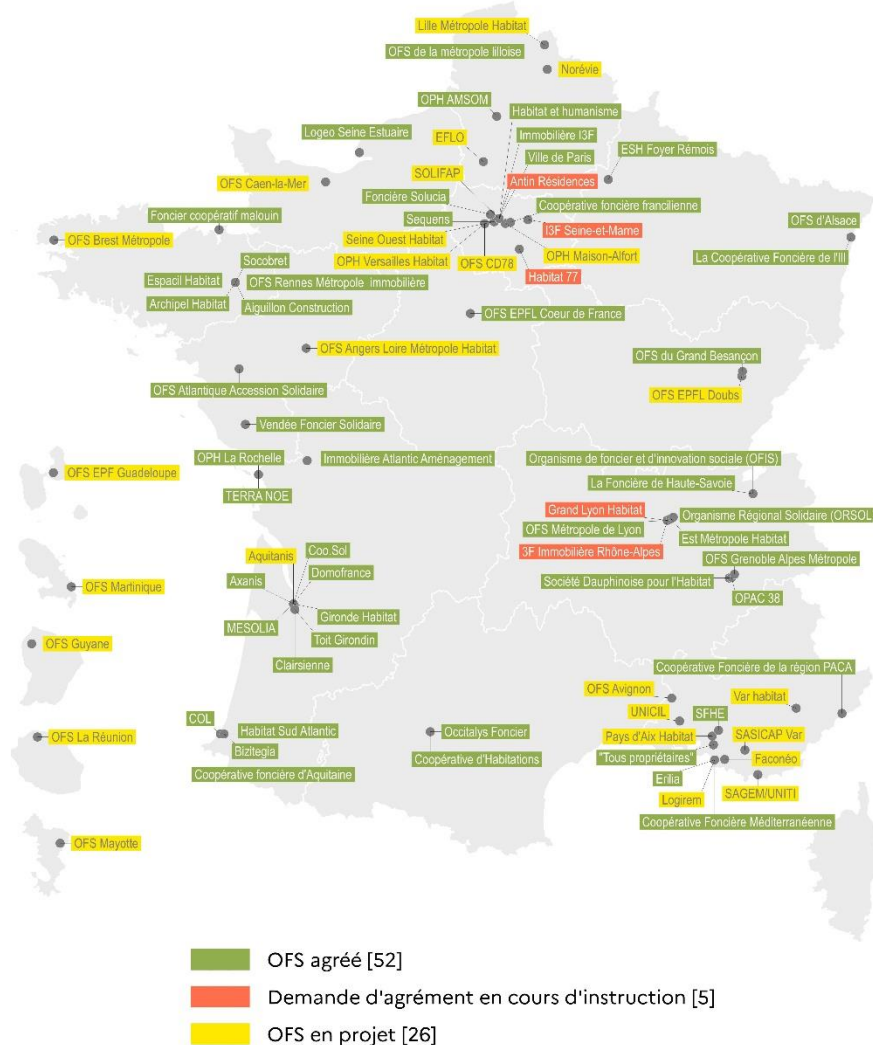 Lille Métropole Habitat
OFS de la métropole lilloise
Norévie
OPH AMSOM
Habitat et humanisme
Logeo Seine Estuaire
EFLO
Immobilière I3F
Ville de Paris
ESH Foyer Rémois
SOLIFAP
Antin Résidences
OFS Caen-la-Mer
Foncière Solucia
Coopérative foncière francilienne
Foncier coopératif malouin
Sequens
I3F Seine-et-Marne
OFS d'Alsace
OFS Brest Métropole
Seine Ouest Habitat
OPH Maison-Alfort
La Coopérative Foncière de l'Ill
Socobret
OPH Versailles Habitat
OFS CD78
Habitat 77
Espacil Habitat
OFS Rennes Métropole immobilière
Archipel Habitat
Aiguillon Construction
OFS EPFL Coeur de France
OFS Angers Loire Métropole Habitat
OFS du Grand Besançon
OFS Atlantique Accession Solidaire
OFS EPFL Doubs
Vendée Foncier Solidaire
OPH La Rochelle
Immobilière Atlantic Aménagement
Organisme de foncier et d'innovation sociale (OFIS)
OFS EPF Guadeloupe
La Foncière de Haute-Savoie
TERRA NOE
Grand Lyon Habitat
Organisme Régional Solidaire (ORSOL
OFS Métropole de Lyon
Est Métropole Habitat
3F Immobilière Rhône-Alpes
Aquitanis
Coo.Sol
OFS Grenoble Alpes Métropole
Axanis
Domofrance
Société Dauphinoise pour l'Habitat
OFS Martinique
OPAC 38
Gironde Habitat
MESOLIA
Toit Girondin
OFS Guyane
Clairsienne
Coopérative Foncière de la région PACA
OFS Avignon
Var habitat
COL
UNICIL
SFHE
OFS La Réunion
Habitat Sud Atlantic
Occitalys Foncier
Pays d'Aix Habitat
SASICAP Var
Bizitegia
"Tous propriétaires"
Faconéo
Coopérative foncière d'Aquitaine
Coopérative d'Habitations
Erilia
SAGEM/UNITI
Logirem
Coopérative Foncière Méditerranéenne
OFS Mayotte
OFS agréé [52]
Demande d'agrément en cours d'instruction [5]
OFS en projet [26]